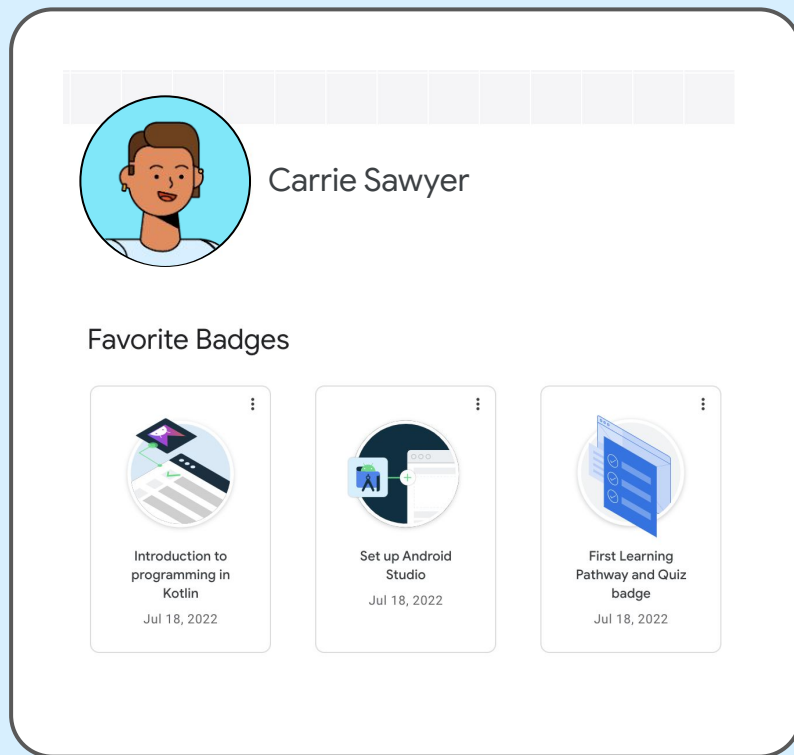 Carrie Sawyer
Favorite Badges
Introduction to
programming in
Kotlin
Jul 18, 2022
Set up Android
Studio
Jul 18, 2022
First Learning
Pathway and Quiz
badge
Jul 18, 2022